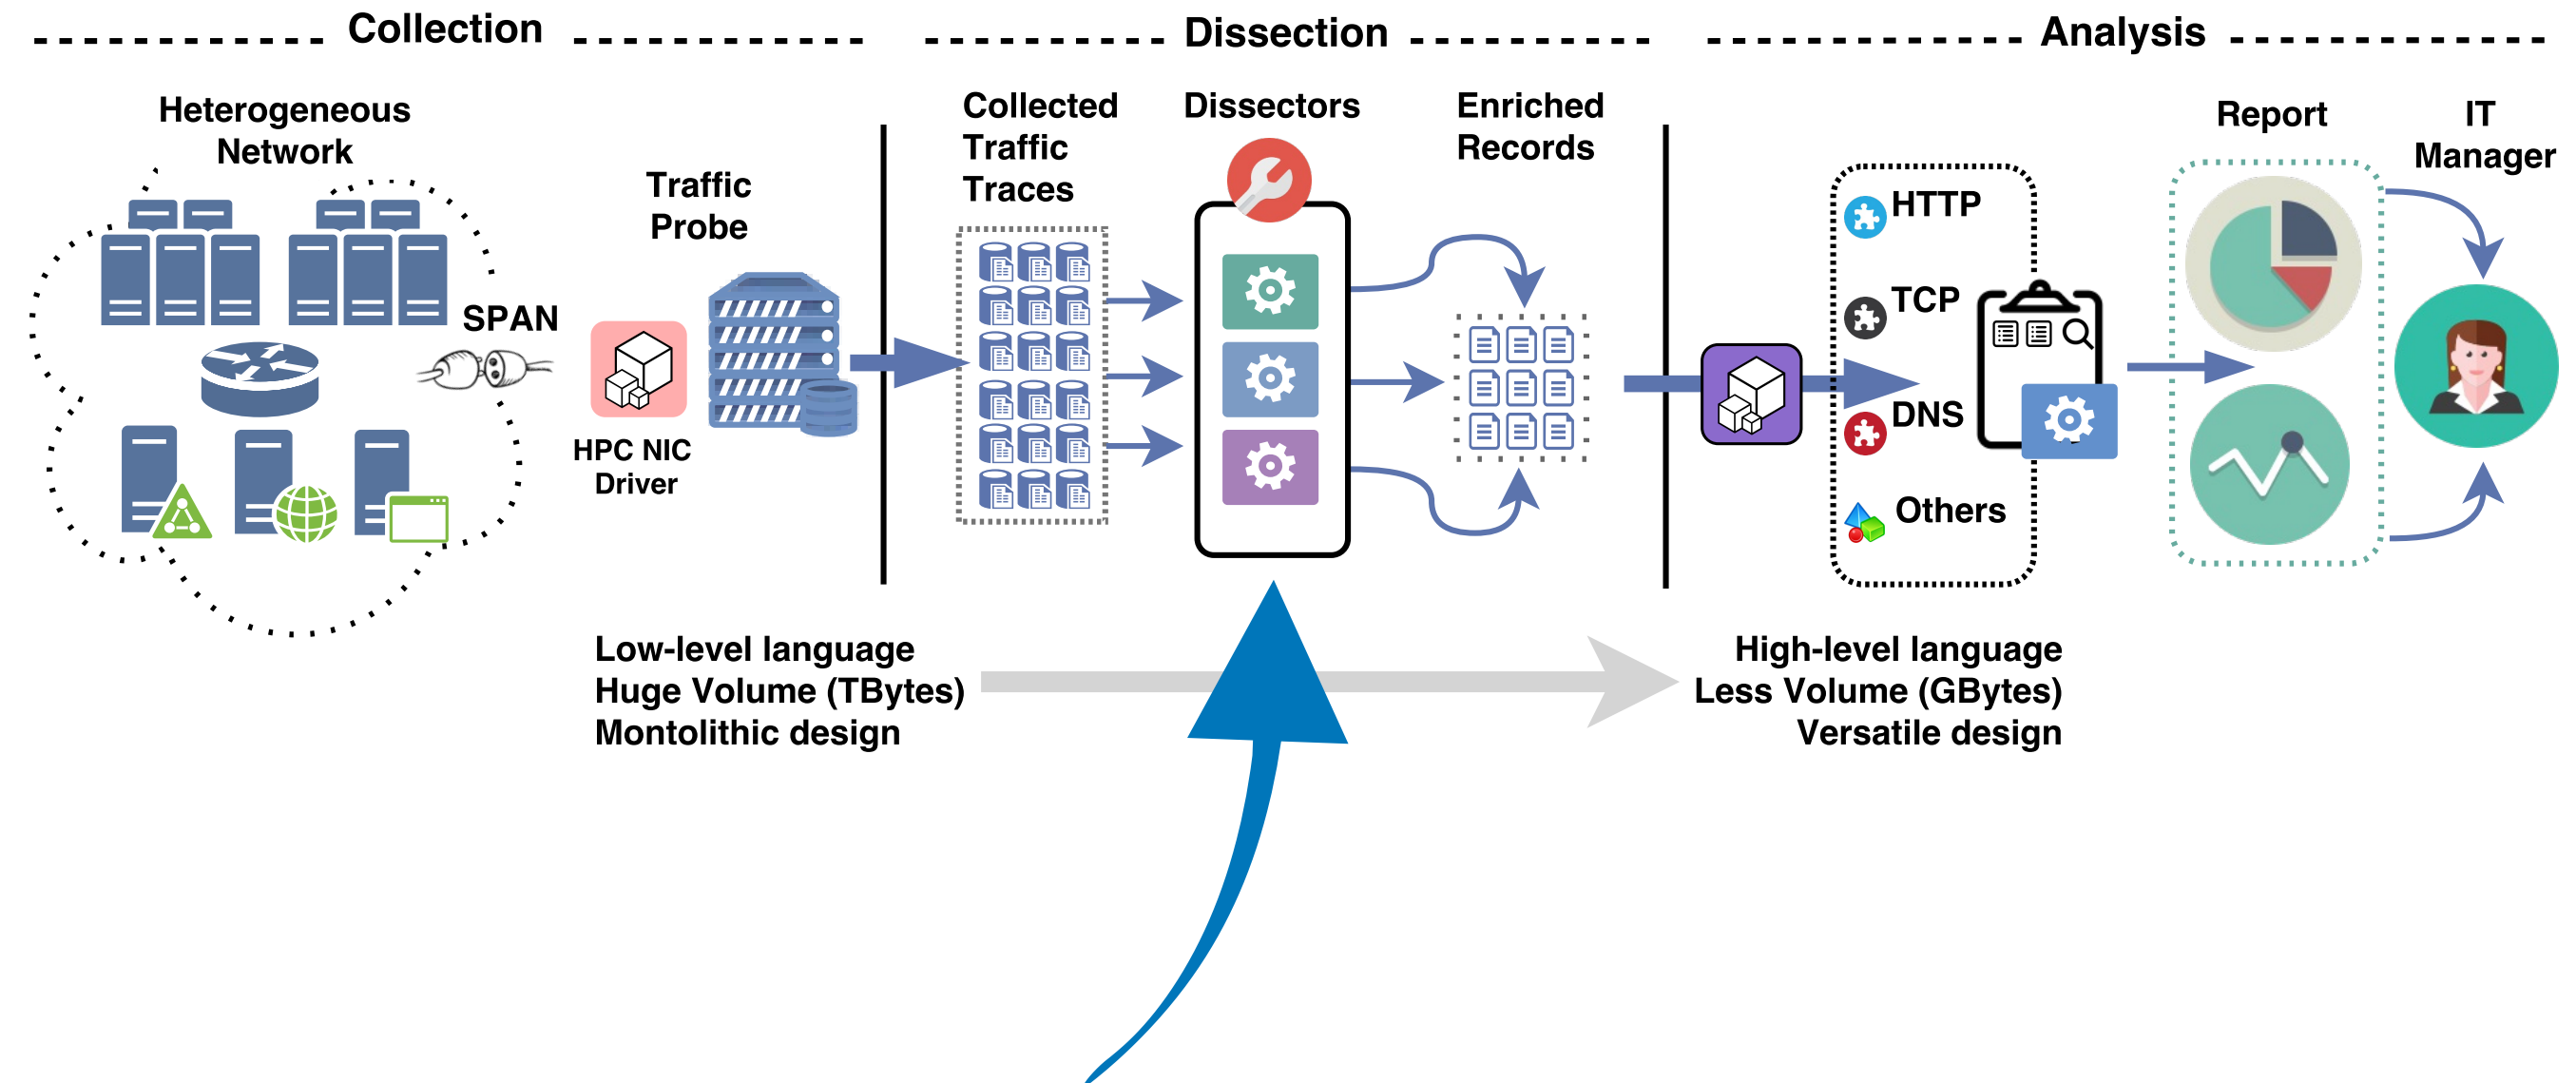 Collection
Dissection
Analysis
Heterogeneous
Network
Traffic
Probe
SPAN
HPC NIC
Driver
Collected
Traffic
Traces
Dissectors
Enriched
Records
HTTP
TCP
DNS
Others
Report
IT
Manager
Low-level language
Huge Volume (TBytes)
Montolithic design
High-level language
Less Volume (GBytes)
Versatile design